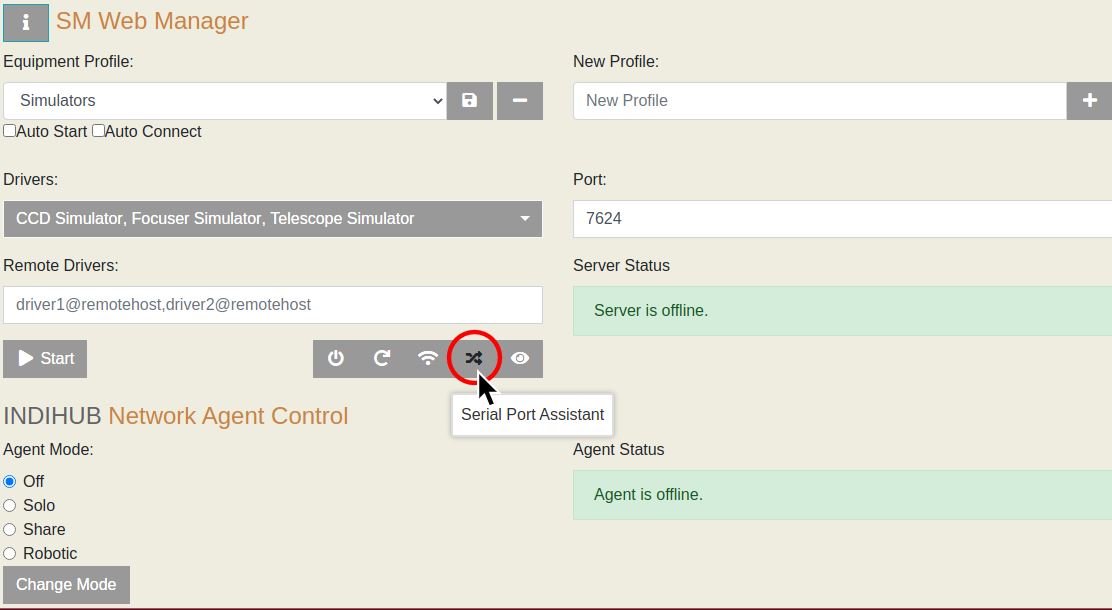 SM Web Manager
Equipment Profile:
New Profile:
Simulators
New Profile
Auto Start Auto Connect
Drivers:
Port:
CCD Simulator, Focuser Simulator, Telescope Simulator
7624
Remote Drivers:
Server Status
driver1@remotehost,driver2@remotehost
Server is offline.
Start
Serial Port Assistant
INDIHUB Network Agent Control
Agent Mode:
Agent Status
Off
Solo
Share
Robotic
Agent is offline.
Change Mode